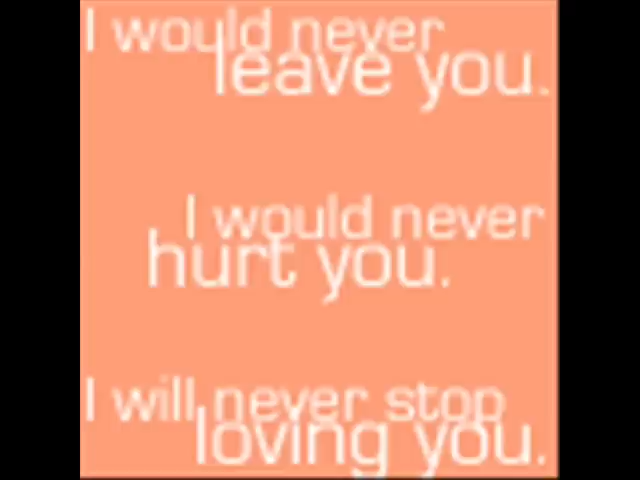 I would never
leave you.
I would never
hurt you.
I will never stop
loving you.